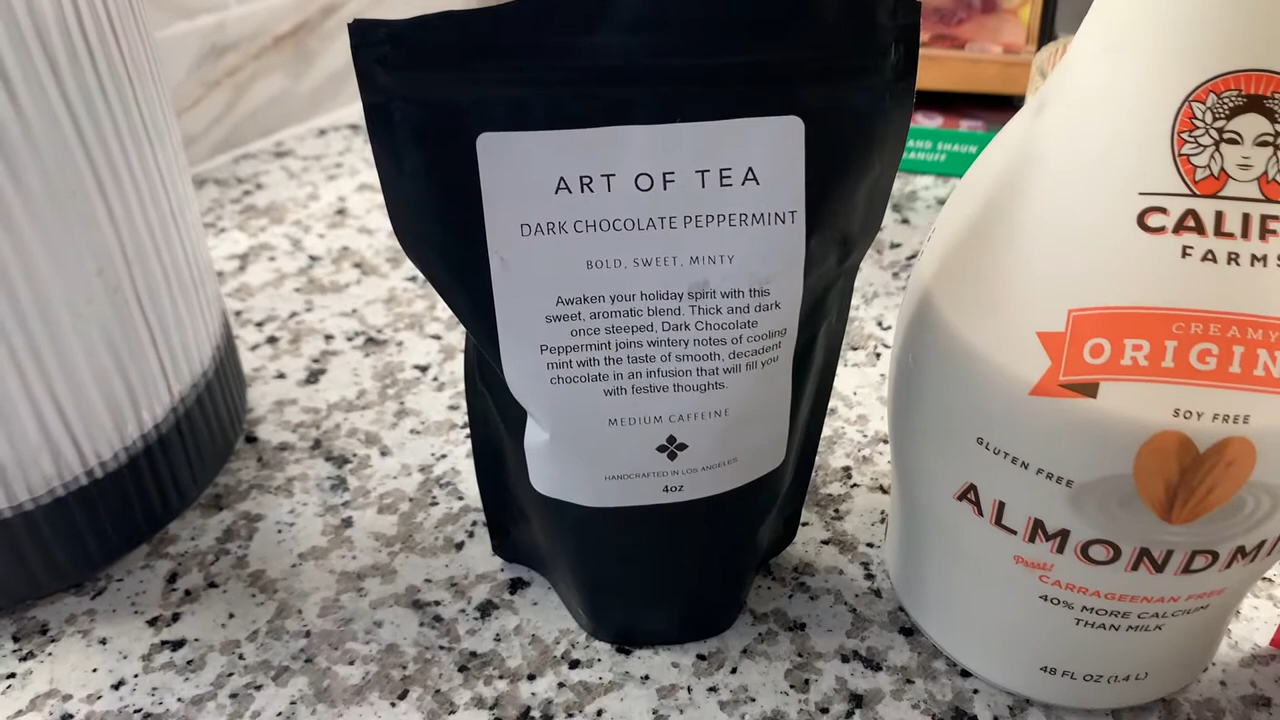 ART OF TEA
DARK CHOCOLATE PEPPERMINT
BOLD, SWEET, MINTY
Awaken your holiday spirit with this
sweet, aromatic blend. Thick and dark
once steeped, Dark Chocolate
Peppermint joins wintery notes of cooling
mint with the taste of smooth, decadent
chocolate in an infusion that will fill you
with festive thoughts.
MEDIUM CAFFEINE
HANDCRAFTED IN LOS ANGELES
4oz
AND SHAUN
CALIF
FARMS
CREAMY
ORIGIN
SOY FREE
GLUTEN FREE
ALMONDM
Pssst!
CARRAGEENAN FREE
40% MORE CALCIUM
THAN MILK
48 FL OZ (1.4 L)